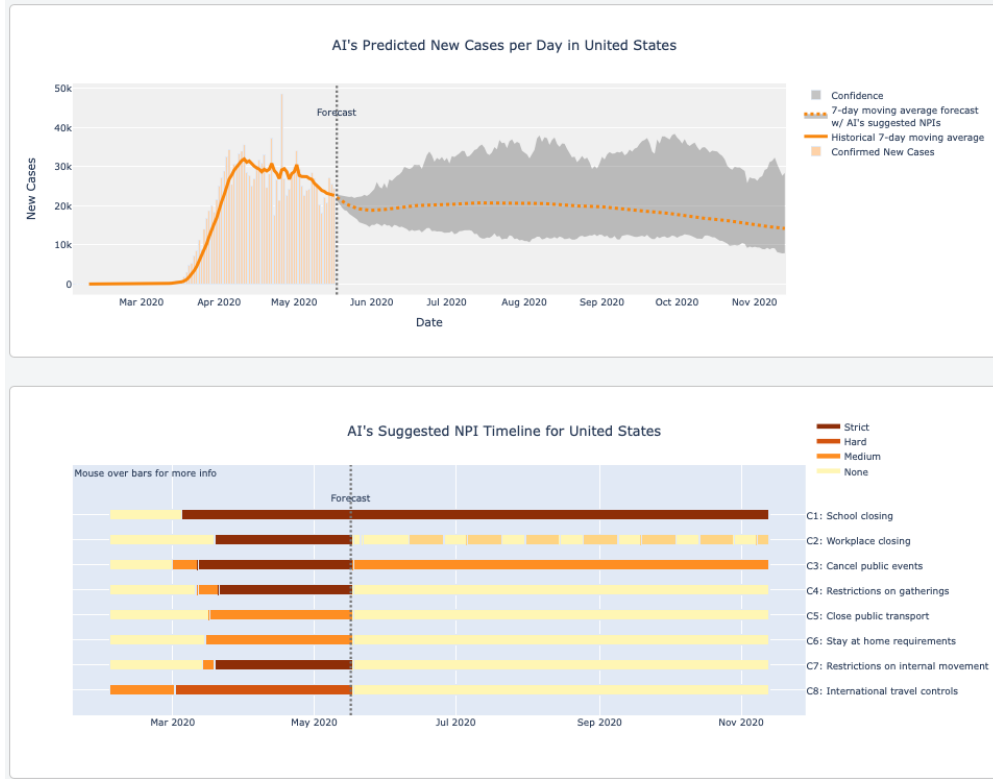 AI's Predicted New Cases per Day in United States
50k
40k
30k
20k
10k
0
New Cases
Forecast
Mar 2020
Apr 2020
May 2020
Jun 2020
Jul 2020
Aug 2020
Sep 2020
Oct 2020
Nov 2020
Date
Confidence
7-day moving average forecast
w/ AI's suggested NPIs
Historical 7-day moving average
Confirmed New Cases
AI's Suggested NPI Timeline for United States
Strict
Hard
Medium
None
Mouse over bars for more info
Forecast
C1: School closing
C2: Workplace closing
C3: Cancel public events
C4: Restrictions on gatherings
C5: Close public transport
C6: Stay at home requirements
C7: Restrictions on internal movement
C8: International travel controls
Mar 2020
May 2020
Jul 2020
Sep 2020
Nov 2020